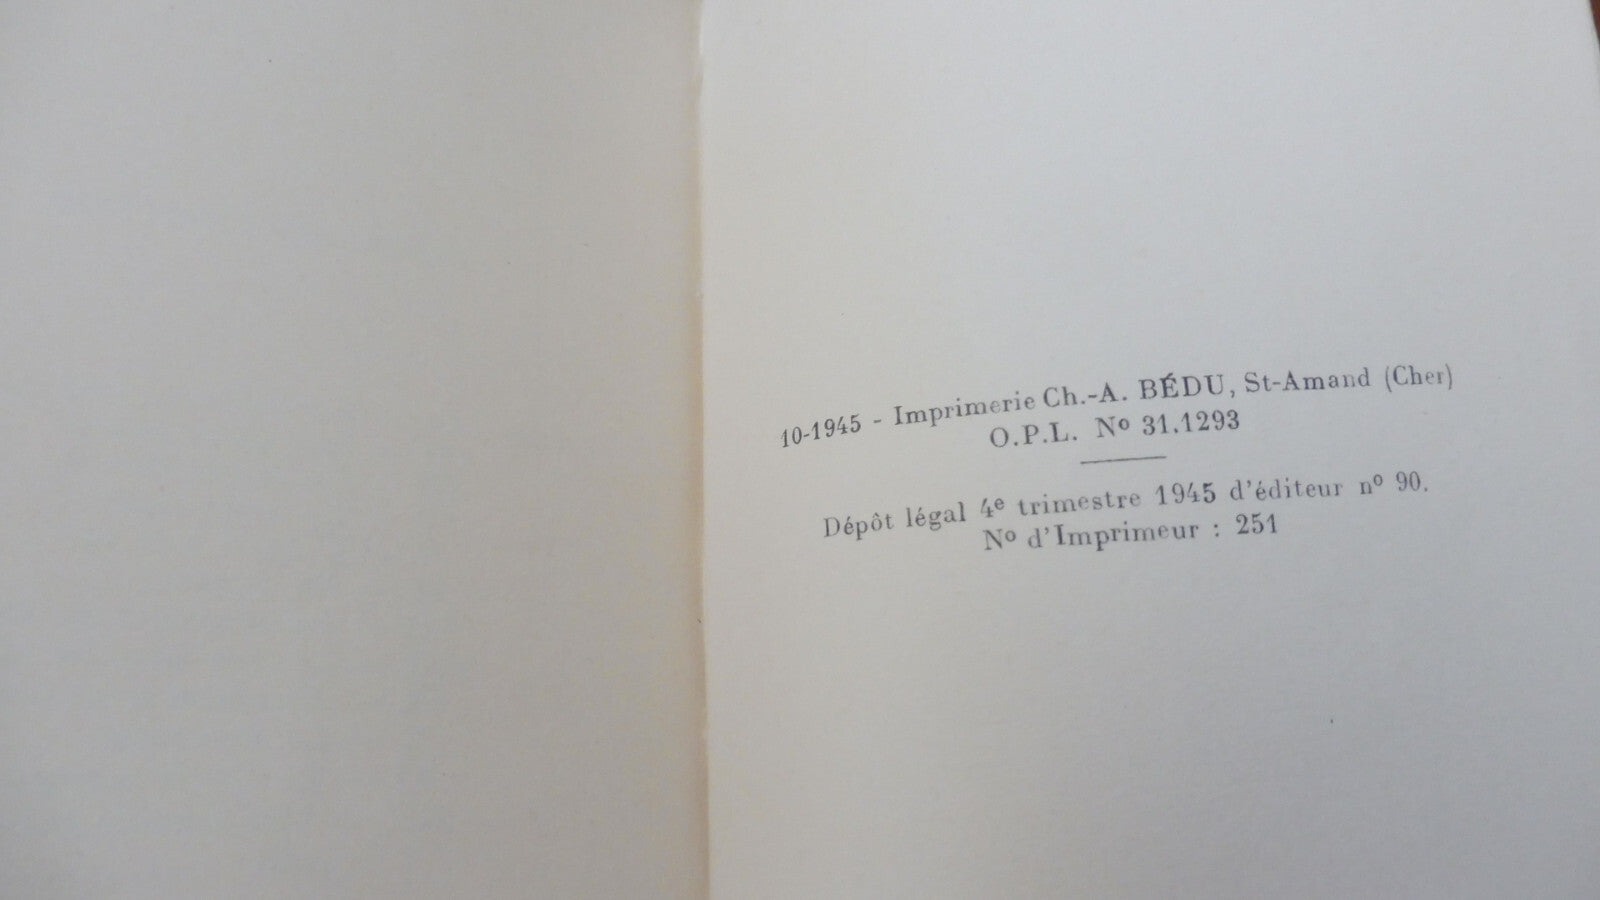 10-1945 - Imprimerie Ch.-A. BÉDU, St-Amand (Cher)
O.P.L. Nº 31.1293
Dépôt légal 4e trimestre 1945 d'éditeur nº 90.
Nº d'Imprimeur : 251